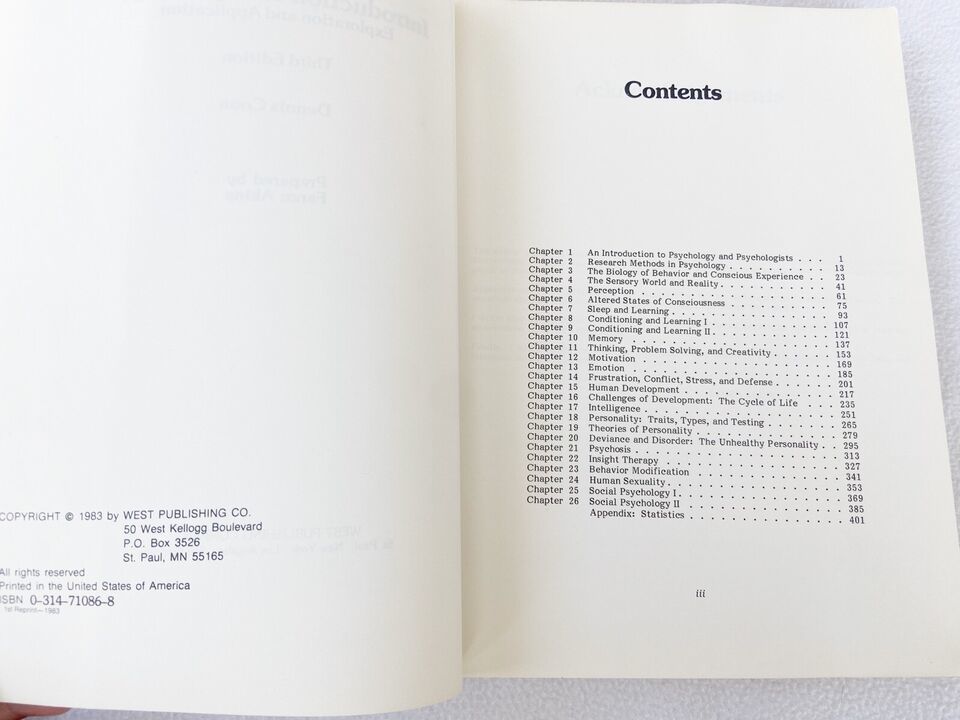 COPYRIGHT © 1983 by WEST PUBLISHING CO.
50 West Kellogg Boulevard
P.O. Box 3526
St. Paul, MN 55165
All rights reserved
Printed in the United States of America
ISBN 0-314-71086-8
1st Reprint—1983
Contents
Chapter 1 An Introduction to Psychology and Psychologists . . . 1
Chapter 2 Research Methods in Psychology . . . . . . . . . . 13
Chapter 3 The Biology of Behavior and Conscious Experience . . 23
Chapter 4 The Sensory World and Reality . . . . . . . . . . . 41
Chapter 5 Perception . . . . . . . . . . . . . . . . . . . 61
Chapter 6 Altered States of Consciousness . . . . . . . . . . 75
Chapter 7 Sleep and Learning . . . . . . . . . . . . . . . . 93
Chapter 8 Conditioning and Learning I . . . . . . . . . . . . 107
Chapter 9 Conditioning and Learning II . . . . . . . . . . . . 121
Chapter 10 Memory . . . . . . . . . . . . . . . . . . . . 137
Chapter 11 Thinking, Problem Solving, and Creativity . . . . . . 153
Chapter 12 Motivation . . . . . . . . . . . . . . . . . . . 169
Chapter 13 Emotion . . . . . . . . . . . . . . . . . . . . 185
Chapter 14 Frustration, Conflict, Stress, and Defense . . . . . . 201
Chapter 15 Human Development . . . . . . . . . . . . . . . 217
Chapter 16 Challenges of Development: The Cycle of Life . . . 235
Chapter 17 Intelligence . . . . . . . . . . . . . . . . . . 251
Chapter 18 Personality: Traits, Types, and Testing . . . . . . . 265
Chapter 19 Theories of Personality . . . . . . . . . . . . . . 279
Chapter 20 Deviance and Disorder: The Unhealthy Personality . . 295
Chapter 21 Psychosis . . . . . . . . . . . . . . . . . . . 313
Chapter 22 Insight Therapy . . . . . . . . . . . . . . . . . 327
Chapter 23 Behavior Modification . . . . . . . . . . . . . . 341
Chapter 24 Human Sexuality . . . . . . . . . . . . . . . . . 353
Chapter 25 Social Psychology I . . . . . . . . . . . . . . . . 369
Chapter 26 Social Psychology II . . . . . . . . . . . . . . . 385
Appendix: Statistics . . . . . . . . . . . . . . . 401
iii